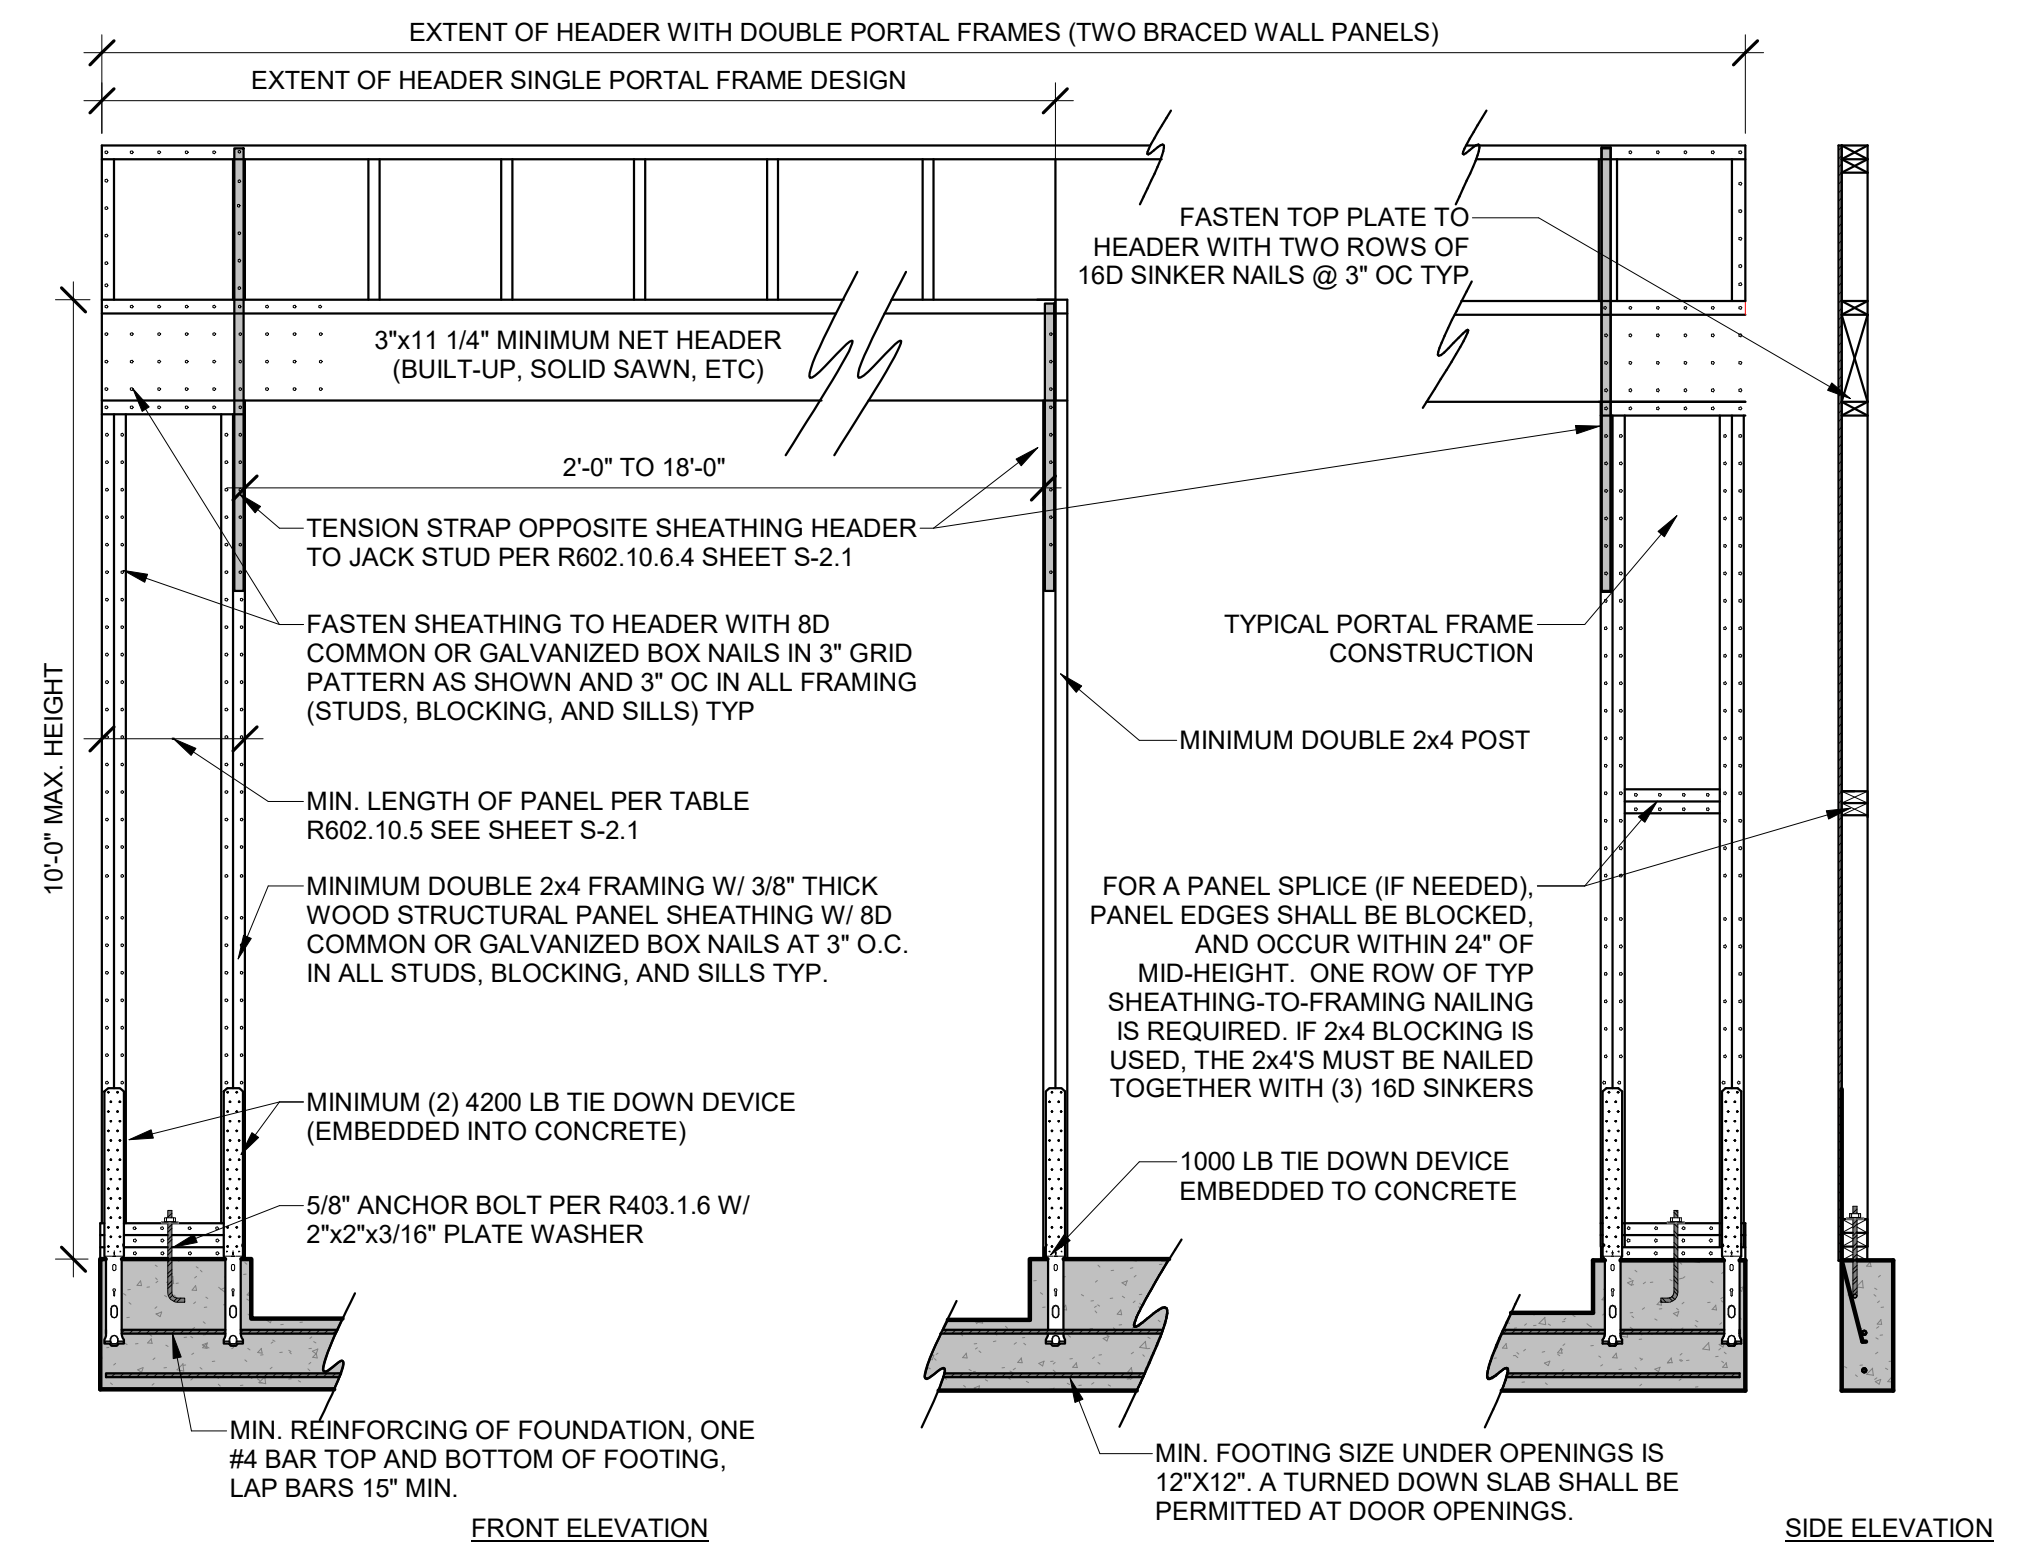 EXTENT OF HEADER WITH DOUBLE PORTAL FRAMES (TWO BRACED WALL PANELS)
EXTENT OF HEADER SINGLE PORTAL FRAME DESIGN
FASTEN TOP PLATE TO
HEADER WITH TWO ROWS OF
16D SINKER NAILS @ 3" OC TYP
3"x11 1/4" MINIMUM NET HEADER
(BUILT-UP, SOLID SAWN, ETC)
2'-0" TO 18'-0"
TENSION STRAP OPPOSITE SHEATHING HEADER
TO JACK STUD PER R602.10.6.4 SHEET S-2.1
FASTEN SHEATHING TO HEADER WITH 8D
COMMON OR GALVANIZED BOX NAILS IN 3" GRID
PATTERN AS SHOWN AND 3" OC IN ALL FRAMING
(STUDS, BLOCKING, AND SILLS) TYP
TYPICAL PORTAL FRAME
CONSTRUCTION
MINIMUM DOUBLE 2x4 POST
10'-0" MAX. HEIGHT
MIN. LENGTH OF PANEL PER TABLE
R602.10.5 SEE SHEET S-2.1
MINIMUM DOUBLE 2x4 FRAMING W/ 3/8" THICK
WOOD STRUCTURAL PANEL SHEATHING W/ 8D
COMMON OR GALVANIZED BOX NAILS AT 3" O.C.
IN ALL STUDS, BLOCKING, AND SILLS TYP.
FOR A PANEL SPLICE (IF NEEDED),
PANEL EDGES SHALL BE BLOCKED,
AND OCCUR WITHIN 24" OF
MID-HEIGHT. ONE ROW OF TYP
SHEATHING-TO-FRAMING NAILING
IS REQUIRED. IF 2x4 BLOCKING IS
USED, THE 2x4'S MUST BE NAILED
TOGETHER WITH (3) 16D SINKERS
MINIMUM (2) 4200 LB TIE DOWN DEVICE
(EMBEDDED INTO CONCRETE)
1000 LB TIE DOWN DEVICE
EMBEDDED TO CONCRETE
5/8" ANCHOR BOLT PER R403.1.6 W/
2"x2"x3/16" PLATE WASHER
MIN. REINFORCING OF FOUNDATION, ONE
#4 BAR TOP AND BOTTOM OF FOOTING,
LAP BARS 15" MIN.
MIN. FOOTING SIZE UNDER OPENINGS IS
12"X12". A TURNED DOWN SLAB SHALL BE
PERMITTED AT DOOR OPENINGS.
FRONT ELEVATION
SIDE ELEVATION